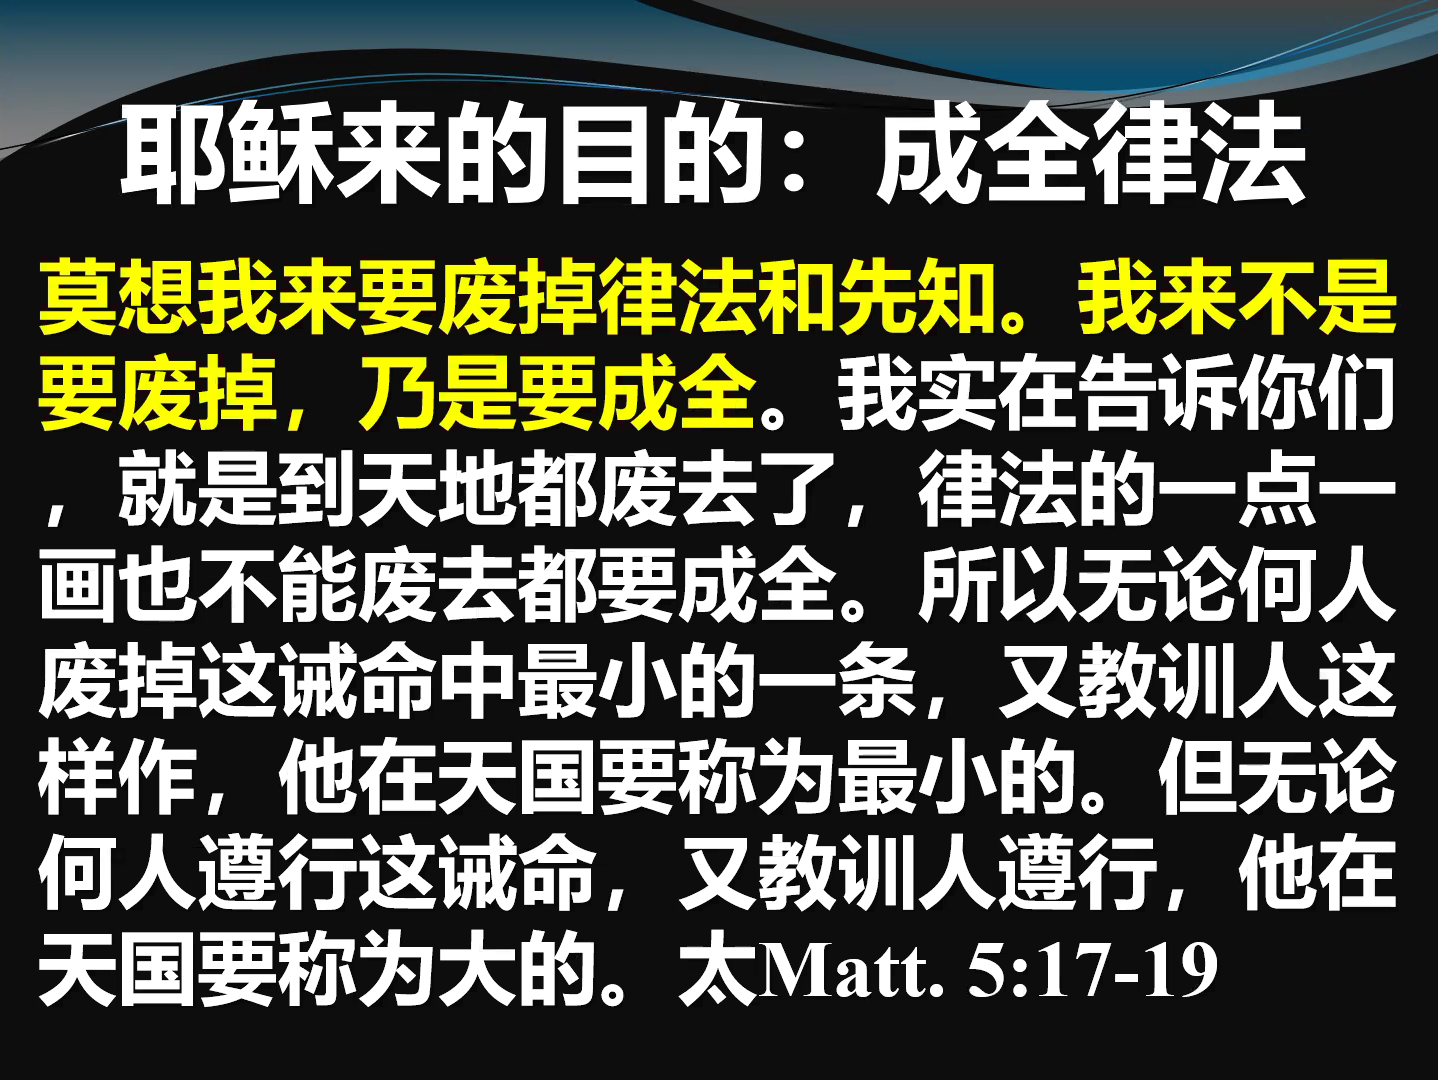 耶稣来的目的：成全律法
莫想我来要废掉律法和先知。我来不是
要废掉，乃是要成全。我实在告诉你们
，就是到天地都废去了，律法的一点一
画也不能废去都要成全。所以无论何人
废掉这诫命中最小的一条，又教训人这
样作，他在天国要称为最小的。但无论
何人遵行这诫命，又教训人遵行，他在
天国要称为大的。太Matt. 5:17-19